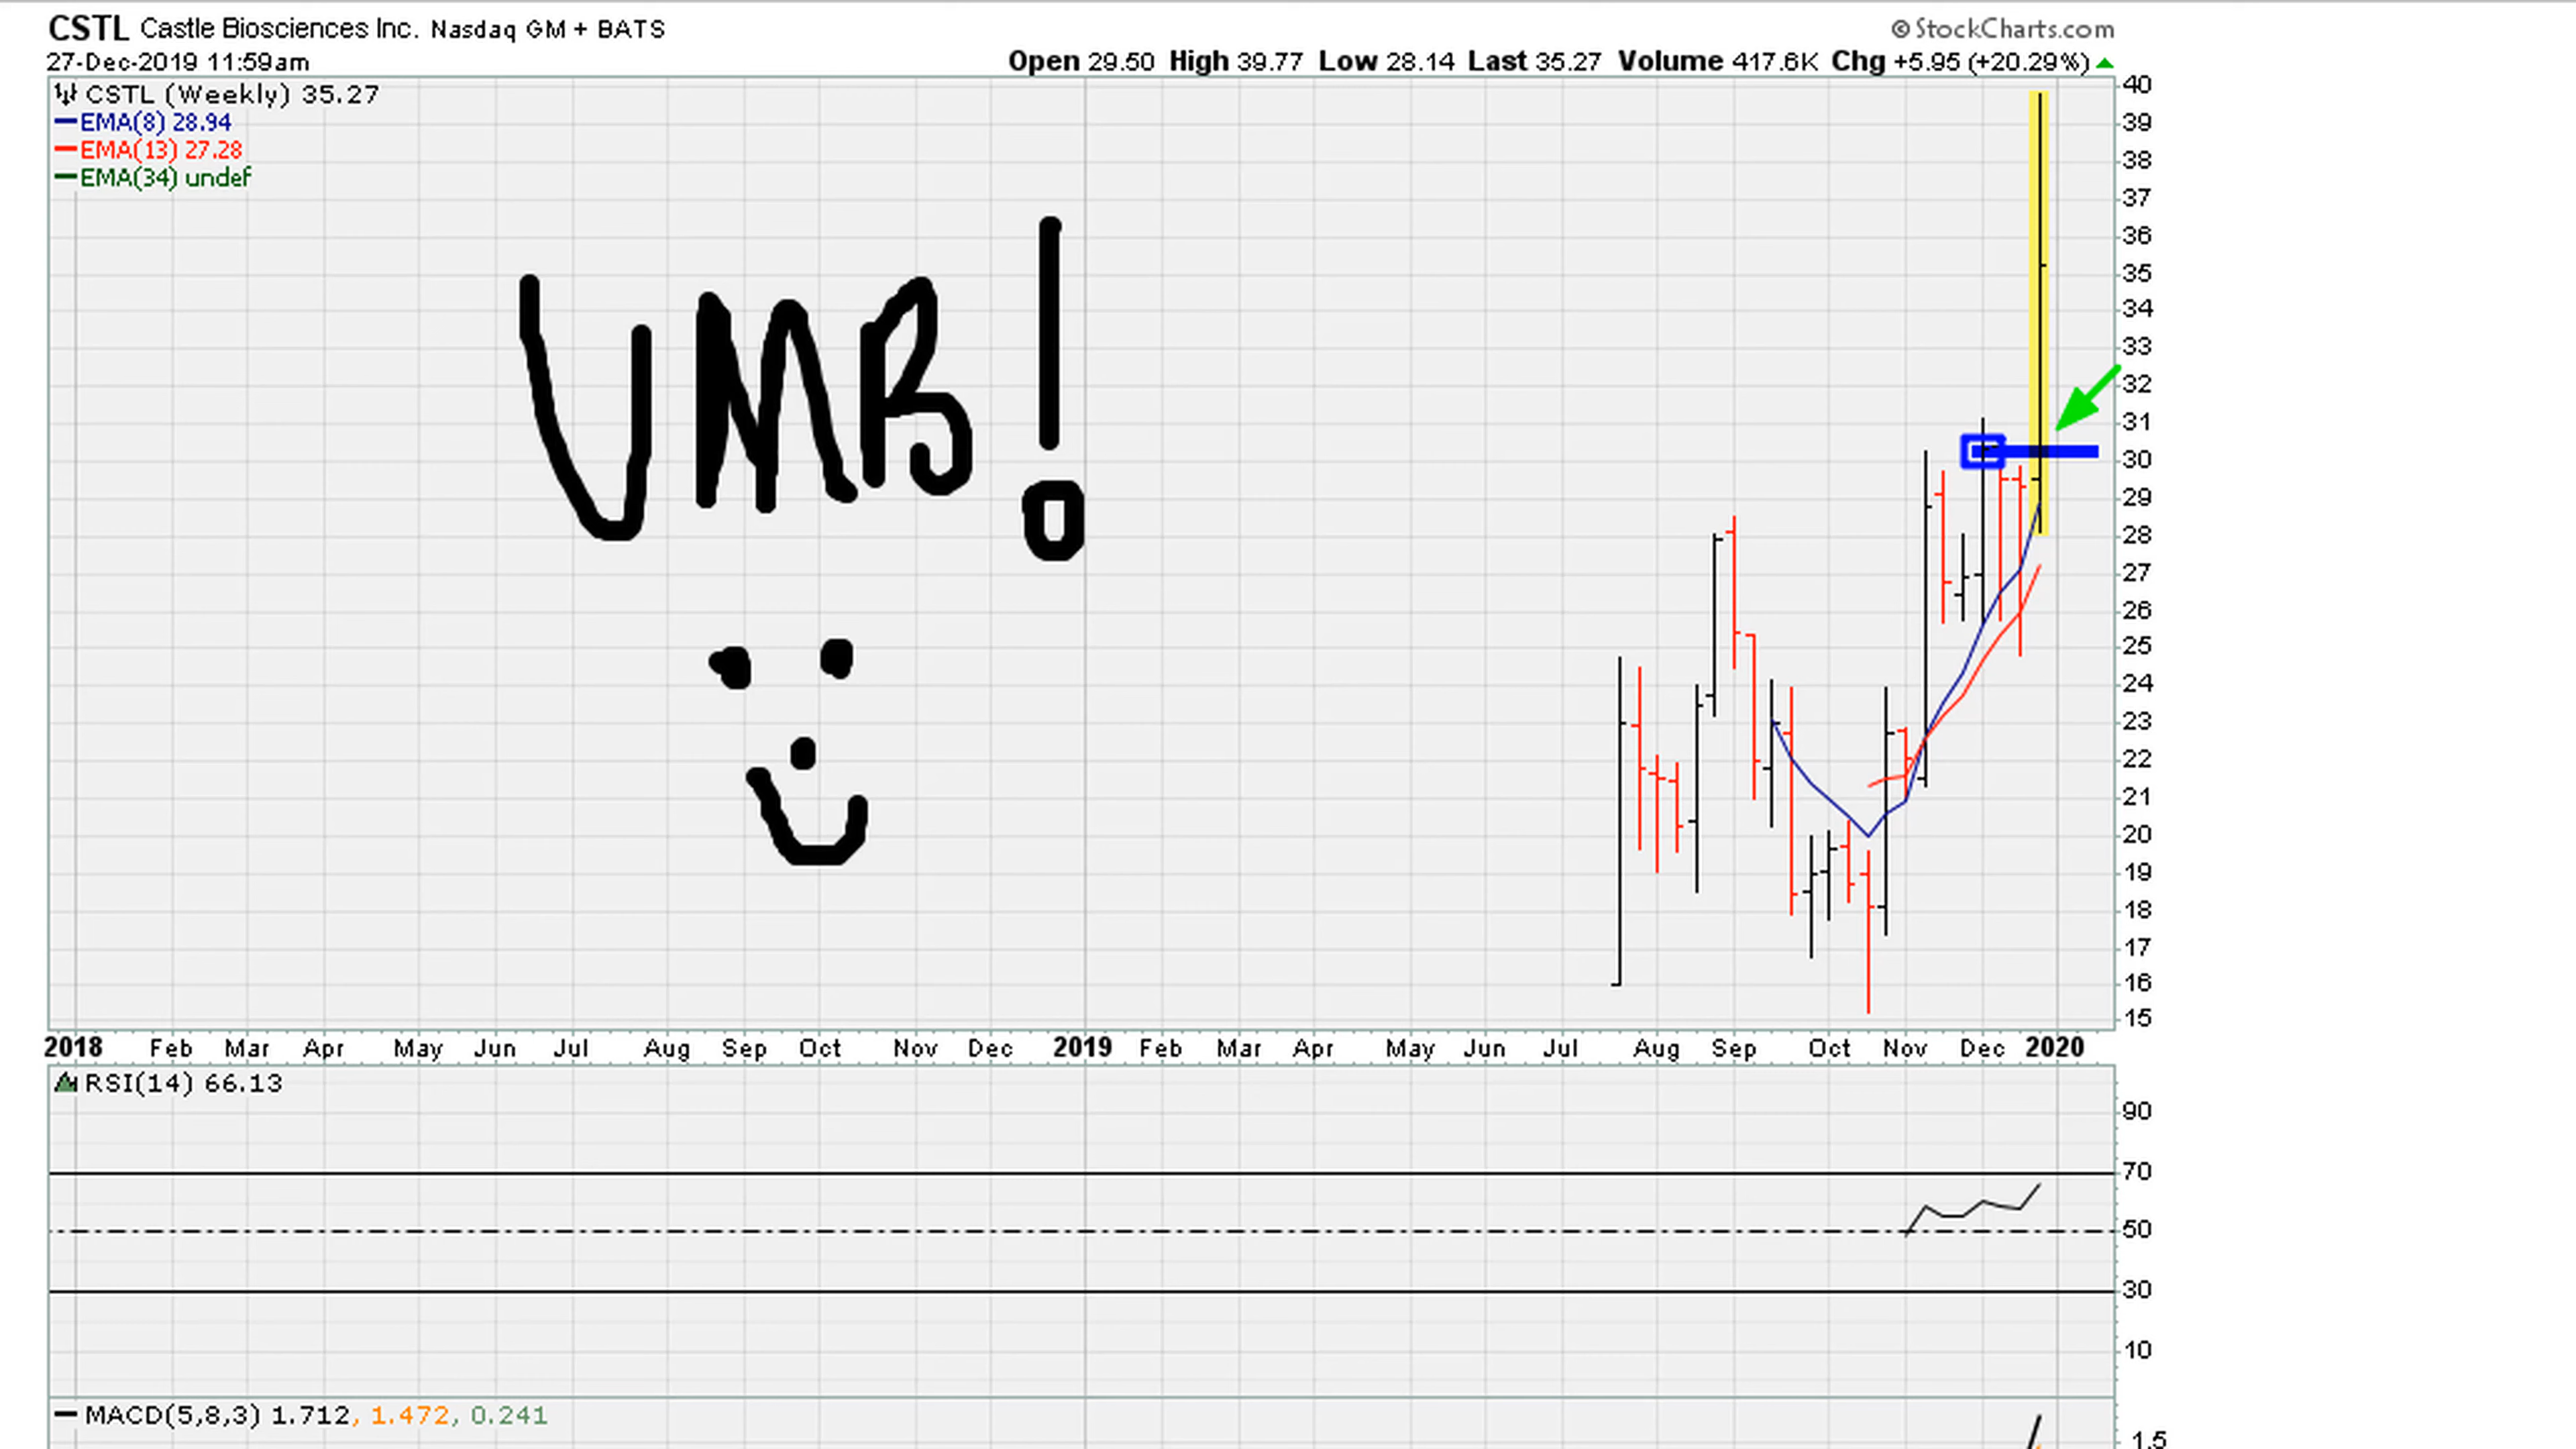 CSTL Castle Biosciences Inc. Nasdaq GM + BATS
© StockCharts.com
27-Dec-2019 11:59am
Open 29.50 High 39.77 Low 28.14 Last 35.27 Volume 417.6K Chg +5.95 (+20.29%)
CSTL (Weekly) 35.27
EMA(8) 28.94
EMA(13) 27.28
EMA(34) undef
UMB!
40
39
38
37
36
35
34
33
32
31
30
29
28
27
26
25
24
23
22
21
20
19
18
17
16
15
2018 Feb Mar Apr May Jun Jul Aug Sep Oct Nov Dec 2019 Feb Mar Apr May Jun Jul Aug Sep Oct Nov Dec 2020
RSI(14) 66.13
90
70
50
30
10
MACD(5,8,3) 1.712, 1.472, 0.241
1.5